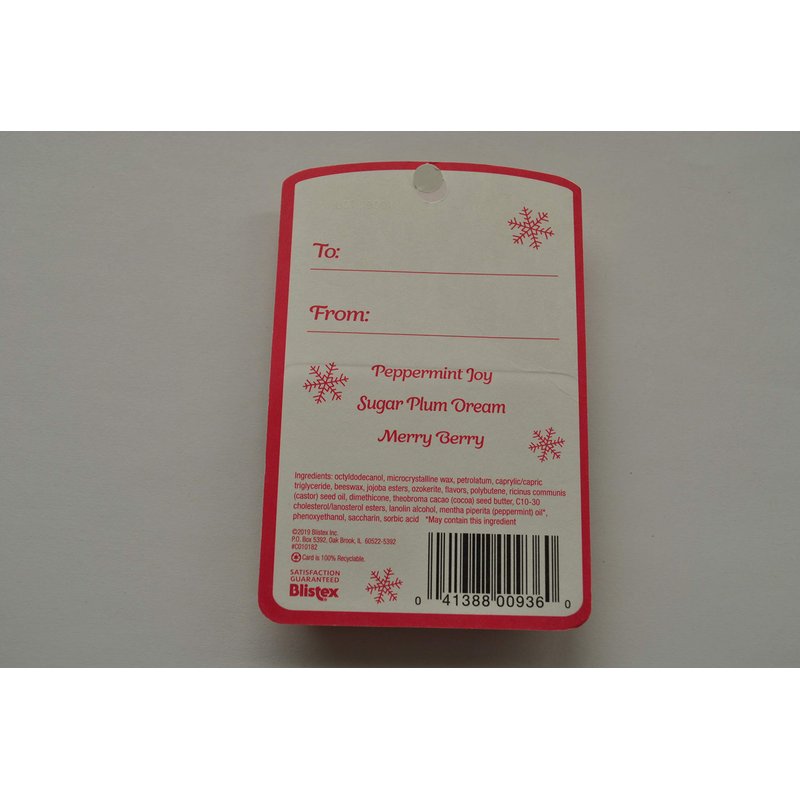 To:
From:
Peppermint Joy
Sugar Plum Dream
Merry Berry
Ingredients: octyldodecanol, microcrystalline wax, petrolatum, caprylic/capric
triglyceride, beeswax, jojoba esters, ozokerite, flavors, polybutene, ricinus communis
(castor) seed oil, dimethicone, theobroma cacao (cocoa) seed butter, C10-30
cholesterol/lanosterol esters, lanolin alcohol, mentha piperita (peppermint) oil*,
phenoxyethanol, saccharin, sorbic acid *May contain this ingredient
©2019 Blistex Inc.
P.O. Box 5392, Oak Brook, IL 60522-5392
#C010182
Card is 100% Recyclable.
SATISFACTION
GUARANTEED
Blistex®
0 41388 00936 0